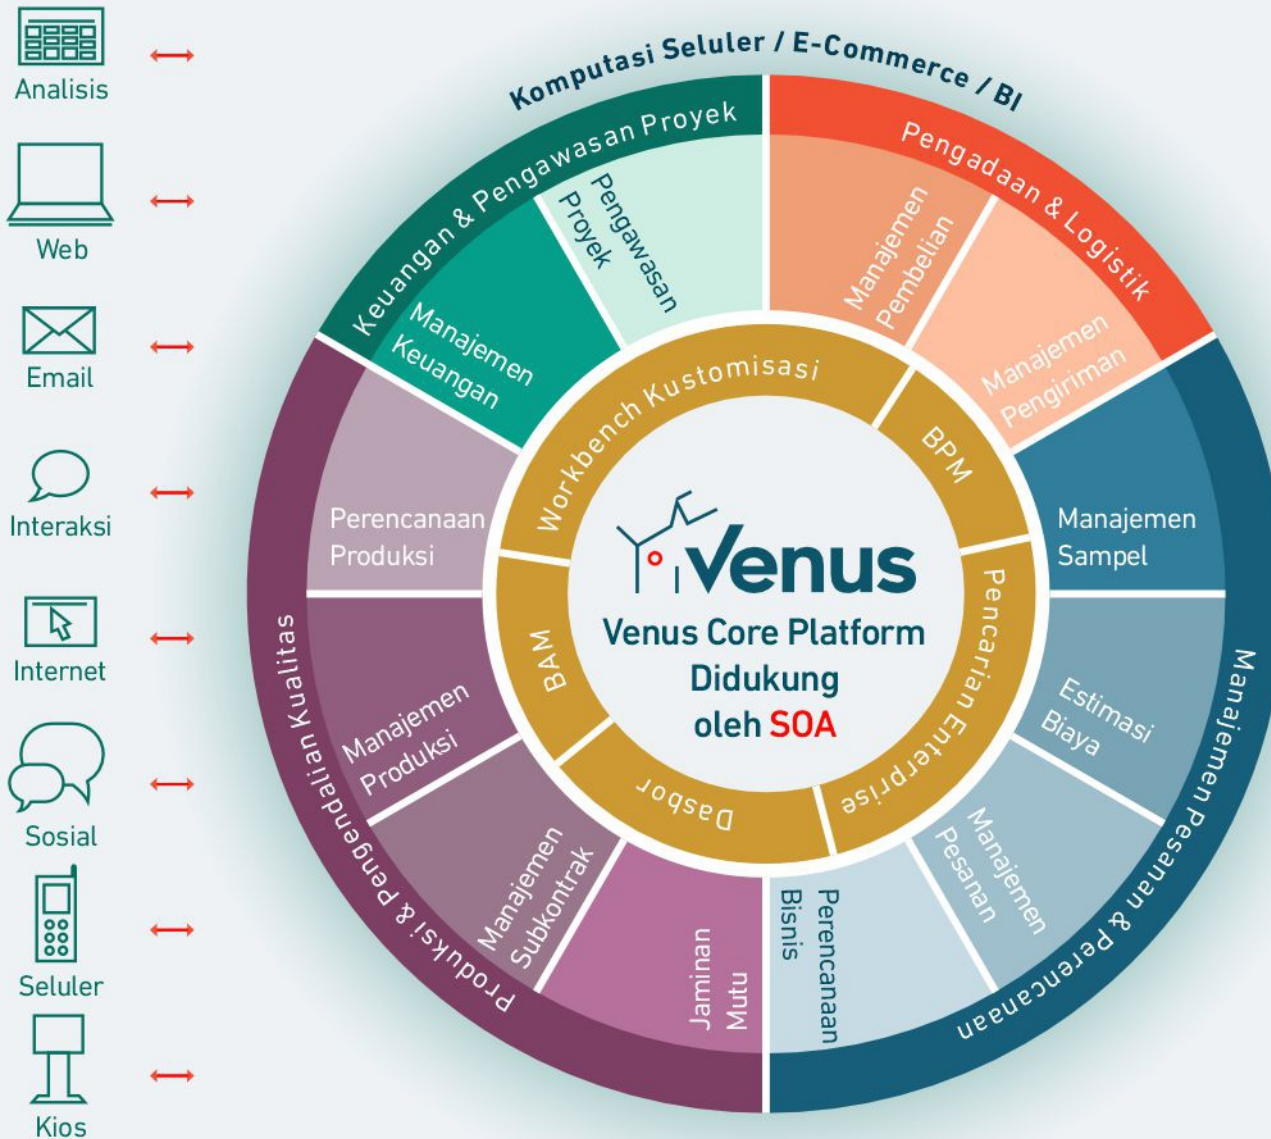 Analisis
Web
Email
Interaksi
Internet
Sosial
Seluler
Kios
Komputasi Seluler / E-Commerce / BI
Keuangan & Pengawasan Proyek
Manajemen
Keuangan
Pengawasan
Proyek
Pengadaan & Logistik
Manajemen
Pembelian
Manajemen
Pengiriman
Manajemen Pesanan & Perencanaan
Manajemen
Sampel
Estimasi
Biaya
Manajemen
Pesanan
Perencanaan
Bisnis
Produksi & Pengendalian Kualitas
Jaminan
Mutu
Manajemen
Subkontrak
Manajemen
Produksi
Perencanaan
Produksi
Workbench Kustomisasi
BPM
Pencarian Enterprise
Dasbor
BAM
Venus
Venus Core Platform
Didukung
oleh SOA